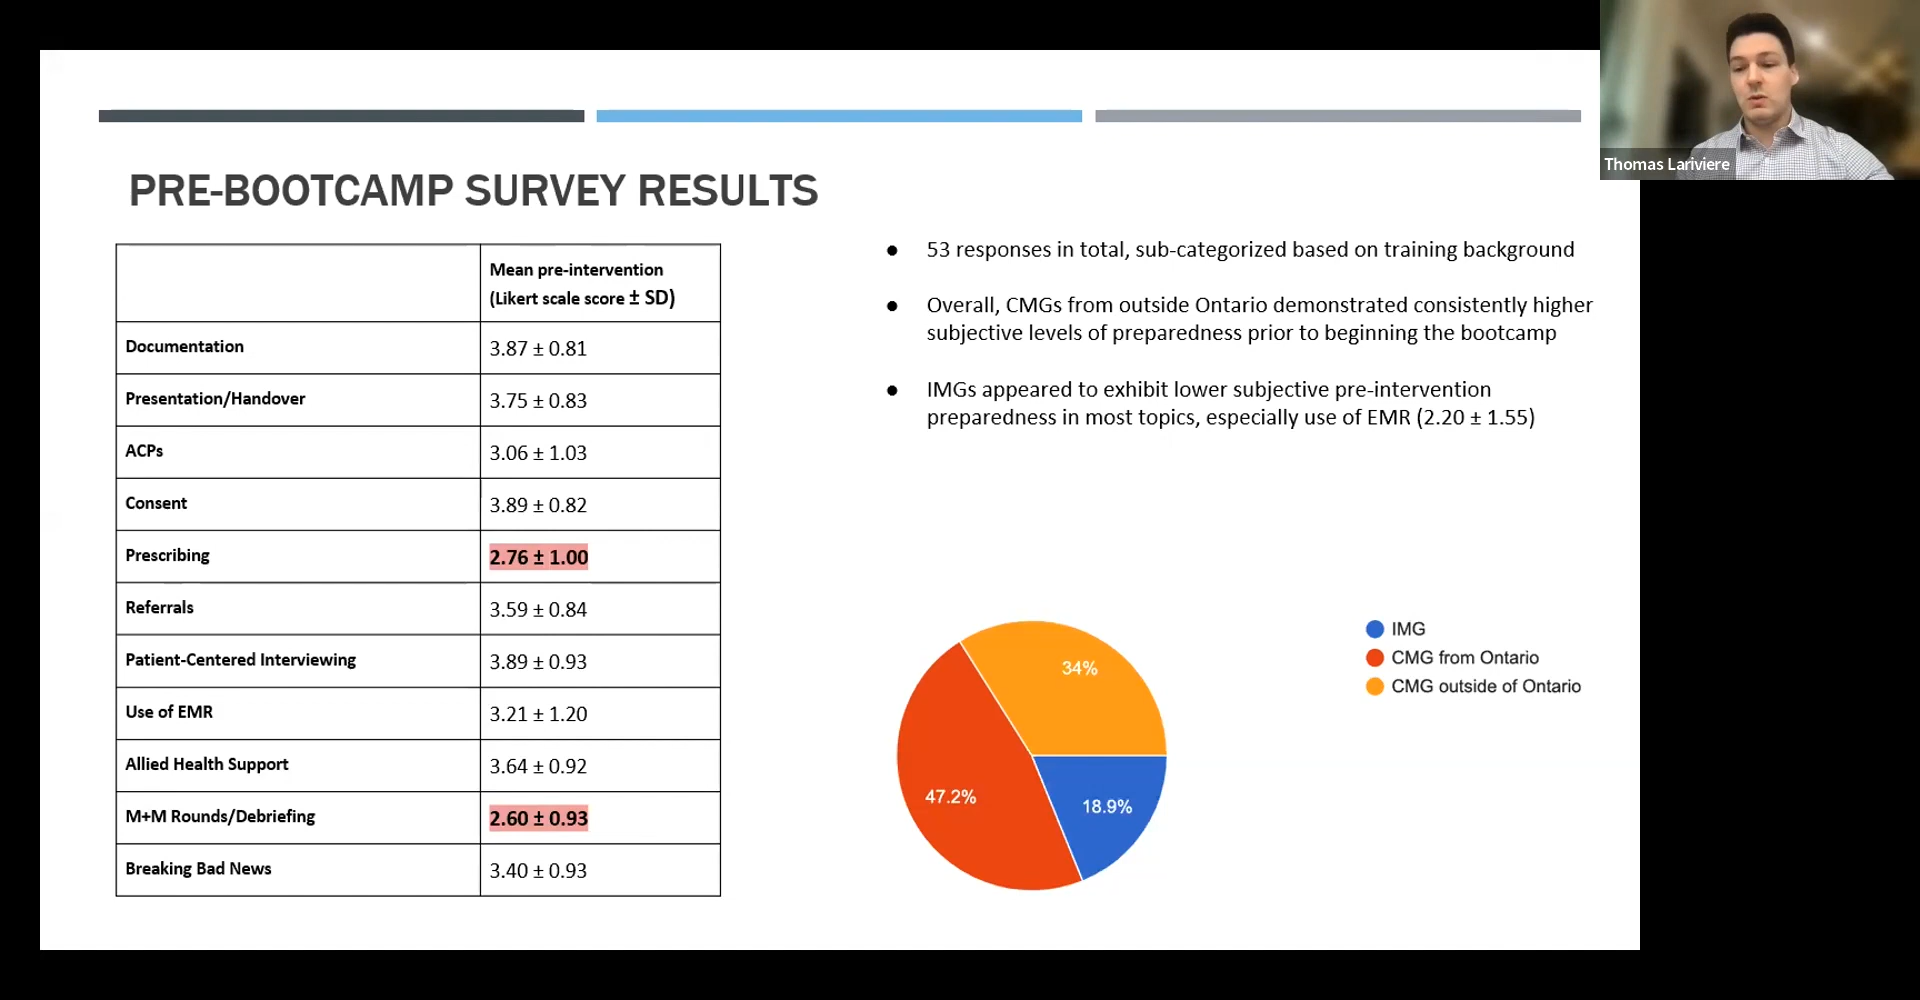 Thomas Lariviere
PRE-BOOTCAMP SURVEY RESULTS
Mean pre-intervention
(Likert scale score ± SD)
Documentation
3.87 ± 0.81
Presentation/Handover
3.75 ± 0.83
ACPs
3.06 ± 1.03
Consent
3.89 ± 0.82
Prescribing
2.76 ± 1.00
Referrals
3.59 ± 0.84
Patient-Centered Interviewing
3.89 ± 0.93
Use of EMR
3.21 ± 1.20
Allied Health Support
3.64 ± 0.92
M+M Rounds/Debriefing
2.60 ± 0.93
Breaking Bad News
3.40 ± 0.93
● 53 responses in total, sub-categorized based on training background
● Overall, CMGs from outside Ontario demonstrated consistently higher
subjective levels of preparedness prior to beginning the bootcamp
● IMGs appeared to exhibit lower subjective pre-intervention
preparedness in most topics, especially use of EMR (2.20 ± 1.55)
34%
47.2%
18.9%
IMG
CMG from Ontario
CMG outside of Ontario